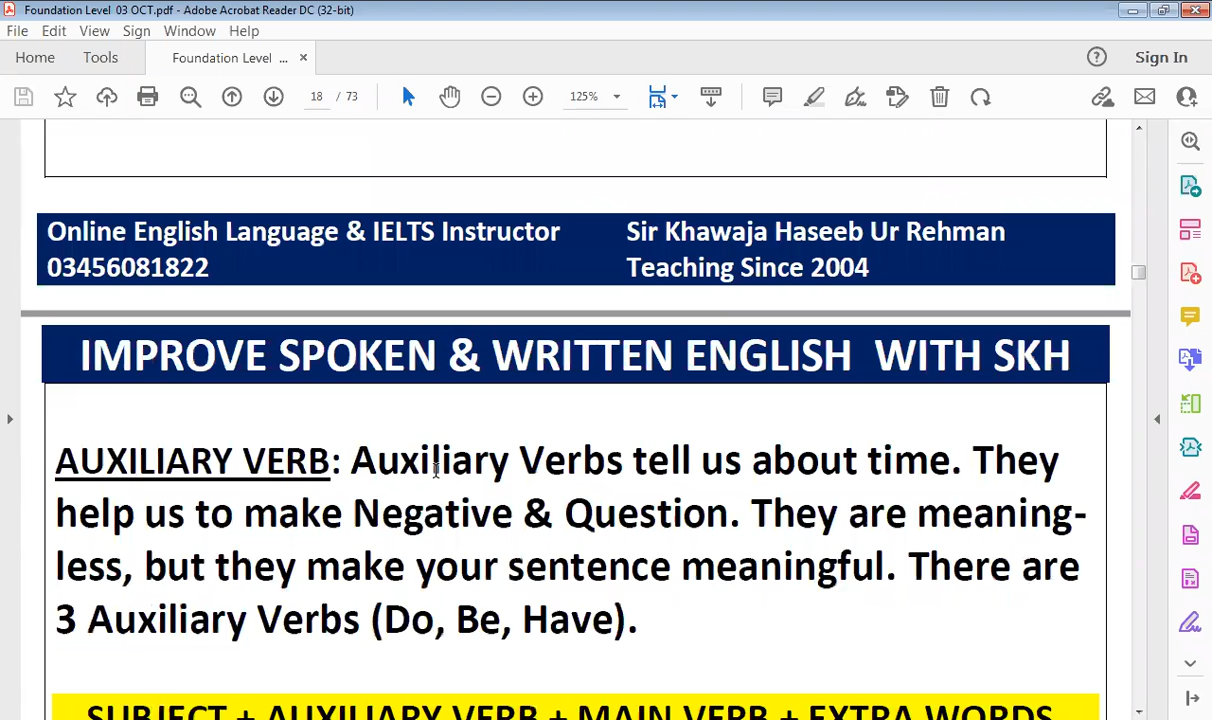 Foundation Level 03 OCT.pdf - Adobe Acrobat Reader DC (32-bit)
File Edit View Sign Window Help
Home Tools Foundation Level ... × Sign In
18 / 73 125%
Online English Language & IELTS Instructor Sir Khawaja Haseeb Ur Rehman
03456081822 Teaching Since 2004
IMPROVE SPOKEN & WRITTEN ENGLISH WITH SKH
AUXILIARY VERB: Auxiliary Verbs tell us about time. They
help us to make Negative & Question. They are meaning-
less, but they make your sentence meaningful. There are
3 Auxiliary Verbs (Do, Be, Have).
SUBJECT + AUXILIARY VERB + MAIN VERB + EXTRA WORDS